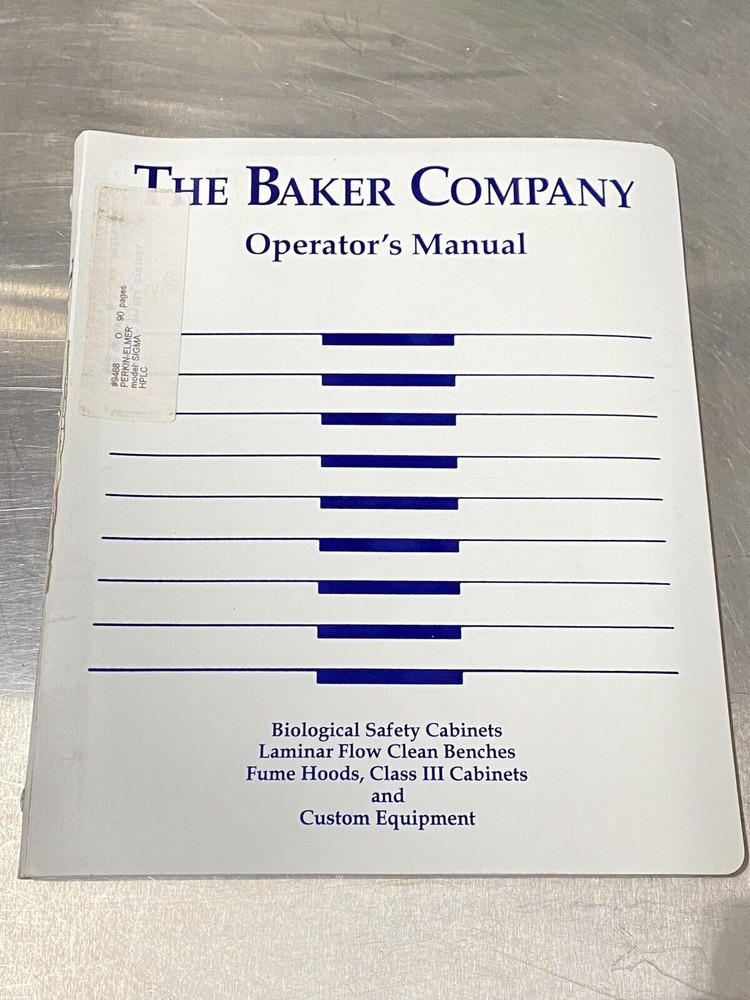 THE BAKER COMPANY
Operator's Manual
#9488 O 90 pages
PERKIN-ELMER
model: SIGMA
HPLC
Biological Safety Cabinets
Laminar Flow Clean Benches
Fume Hoods, Class III Cabinets
and
Custom Equipment